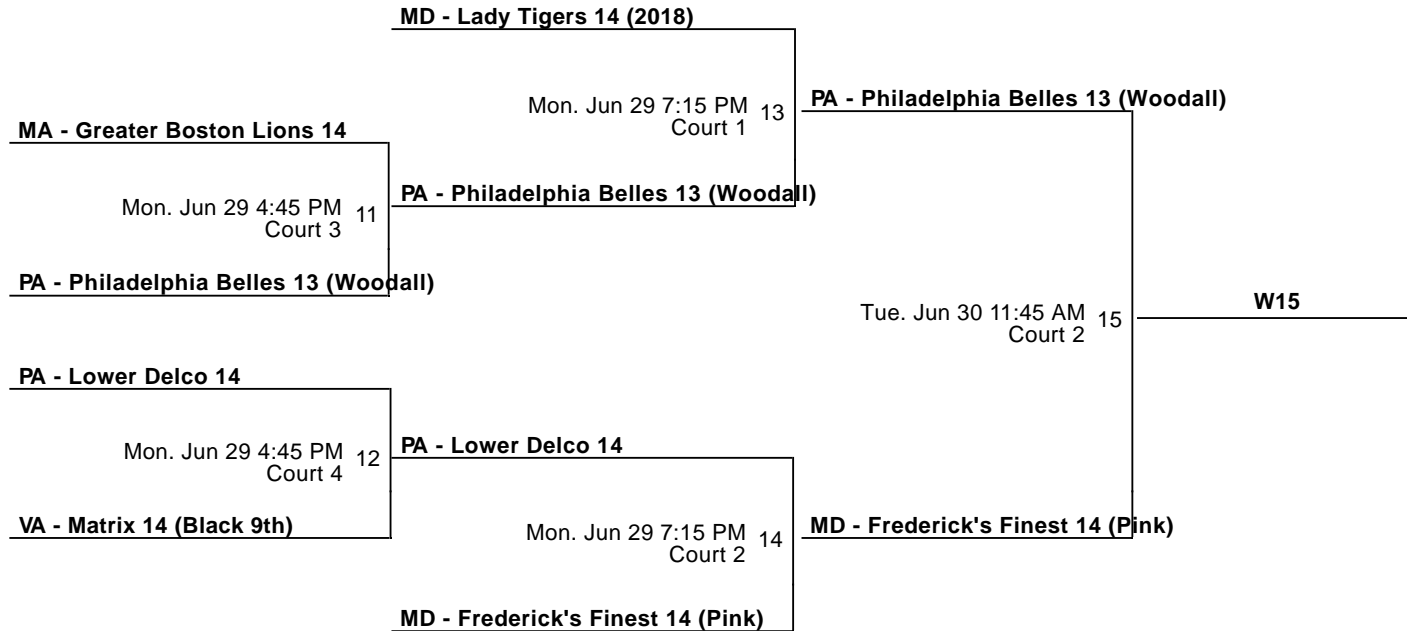 MD - Lady Tigers 14 (2018)
Mon. Jun 29 7:15 PM 13
Court 1
PA - Philadelphia Belles 13 (Woodall)
MA - Greater Boston Lions 14
Mon. Jun 29 4:45 PM 11
Court 3
PA - Philadelphia Belles 13 (Woodall)
PA - Philadelphia Belles 13 (Woodall)
Tue. Jun 30 11:45 AM 15
Court 2
W15
PA - Lower Delco 14
Mon. Jun 29 4:45 PM 12
Court 4
PA - Lower Delco 14
VA - Matrix 14 (Black 9th)
Mon. Jun 29 7:15 PM 14
Court 2
MD - Frederick's Finest 14 (Pink)
MD - Frederick's Finest 14 (Pink)